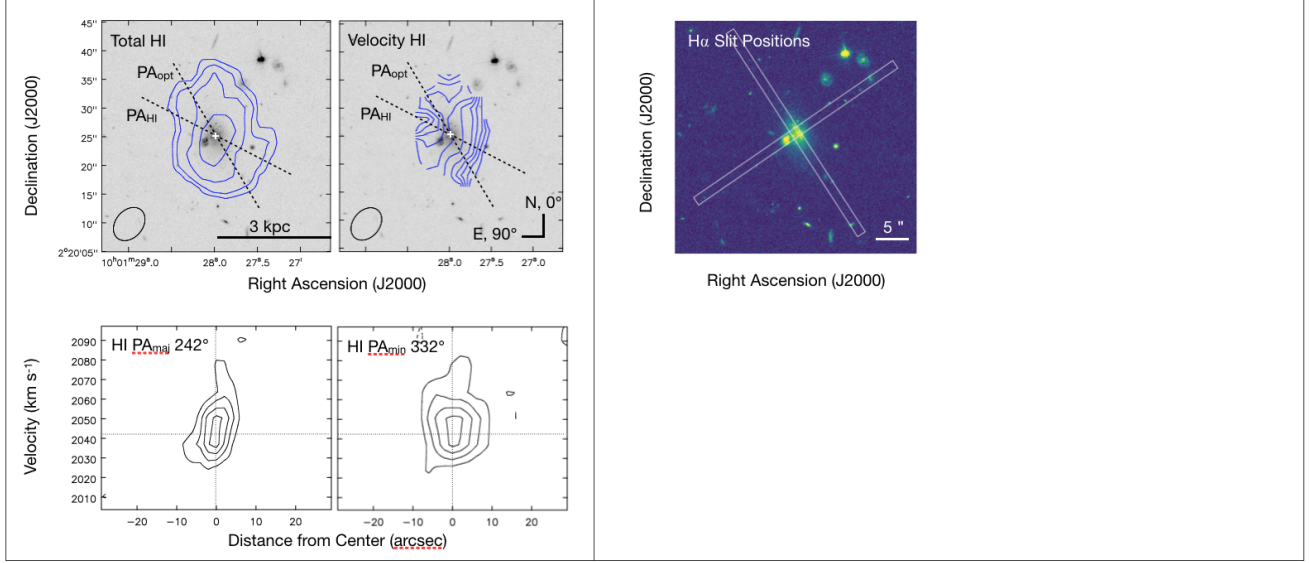 Total HI
Velocity HI
PAopt
PAHI
PAopt
PAHI
3 kpc
N, 0°
E, 90°
45"
40"
35"
30"
25"
20"
15"
10"
2°20'05"
10ʰ01ᵐ29ˢ.0
28ˢ.0
27ˢ.5
27ˢ
28ˢ.0
27ˢ.5
27ˢ.0
Declination (J2000)
Right Ascension (J2000)
Hα Slit Positions
5 "
Declination (J2000)
Right Ascension (J2000)
HI PAmaj 242°
HI PAmin 332°
2090
2080
2070
2060
2050
2040
2030
2020
2010
Velocity (km s⁻¹)
−20 −10 0 10 20
−20 −10 0 10 20
Distance from Center (arcsec)